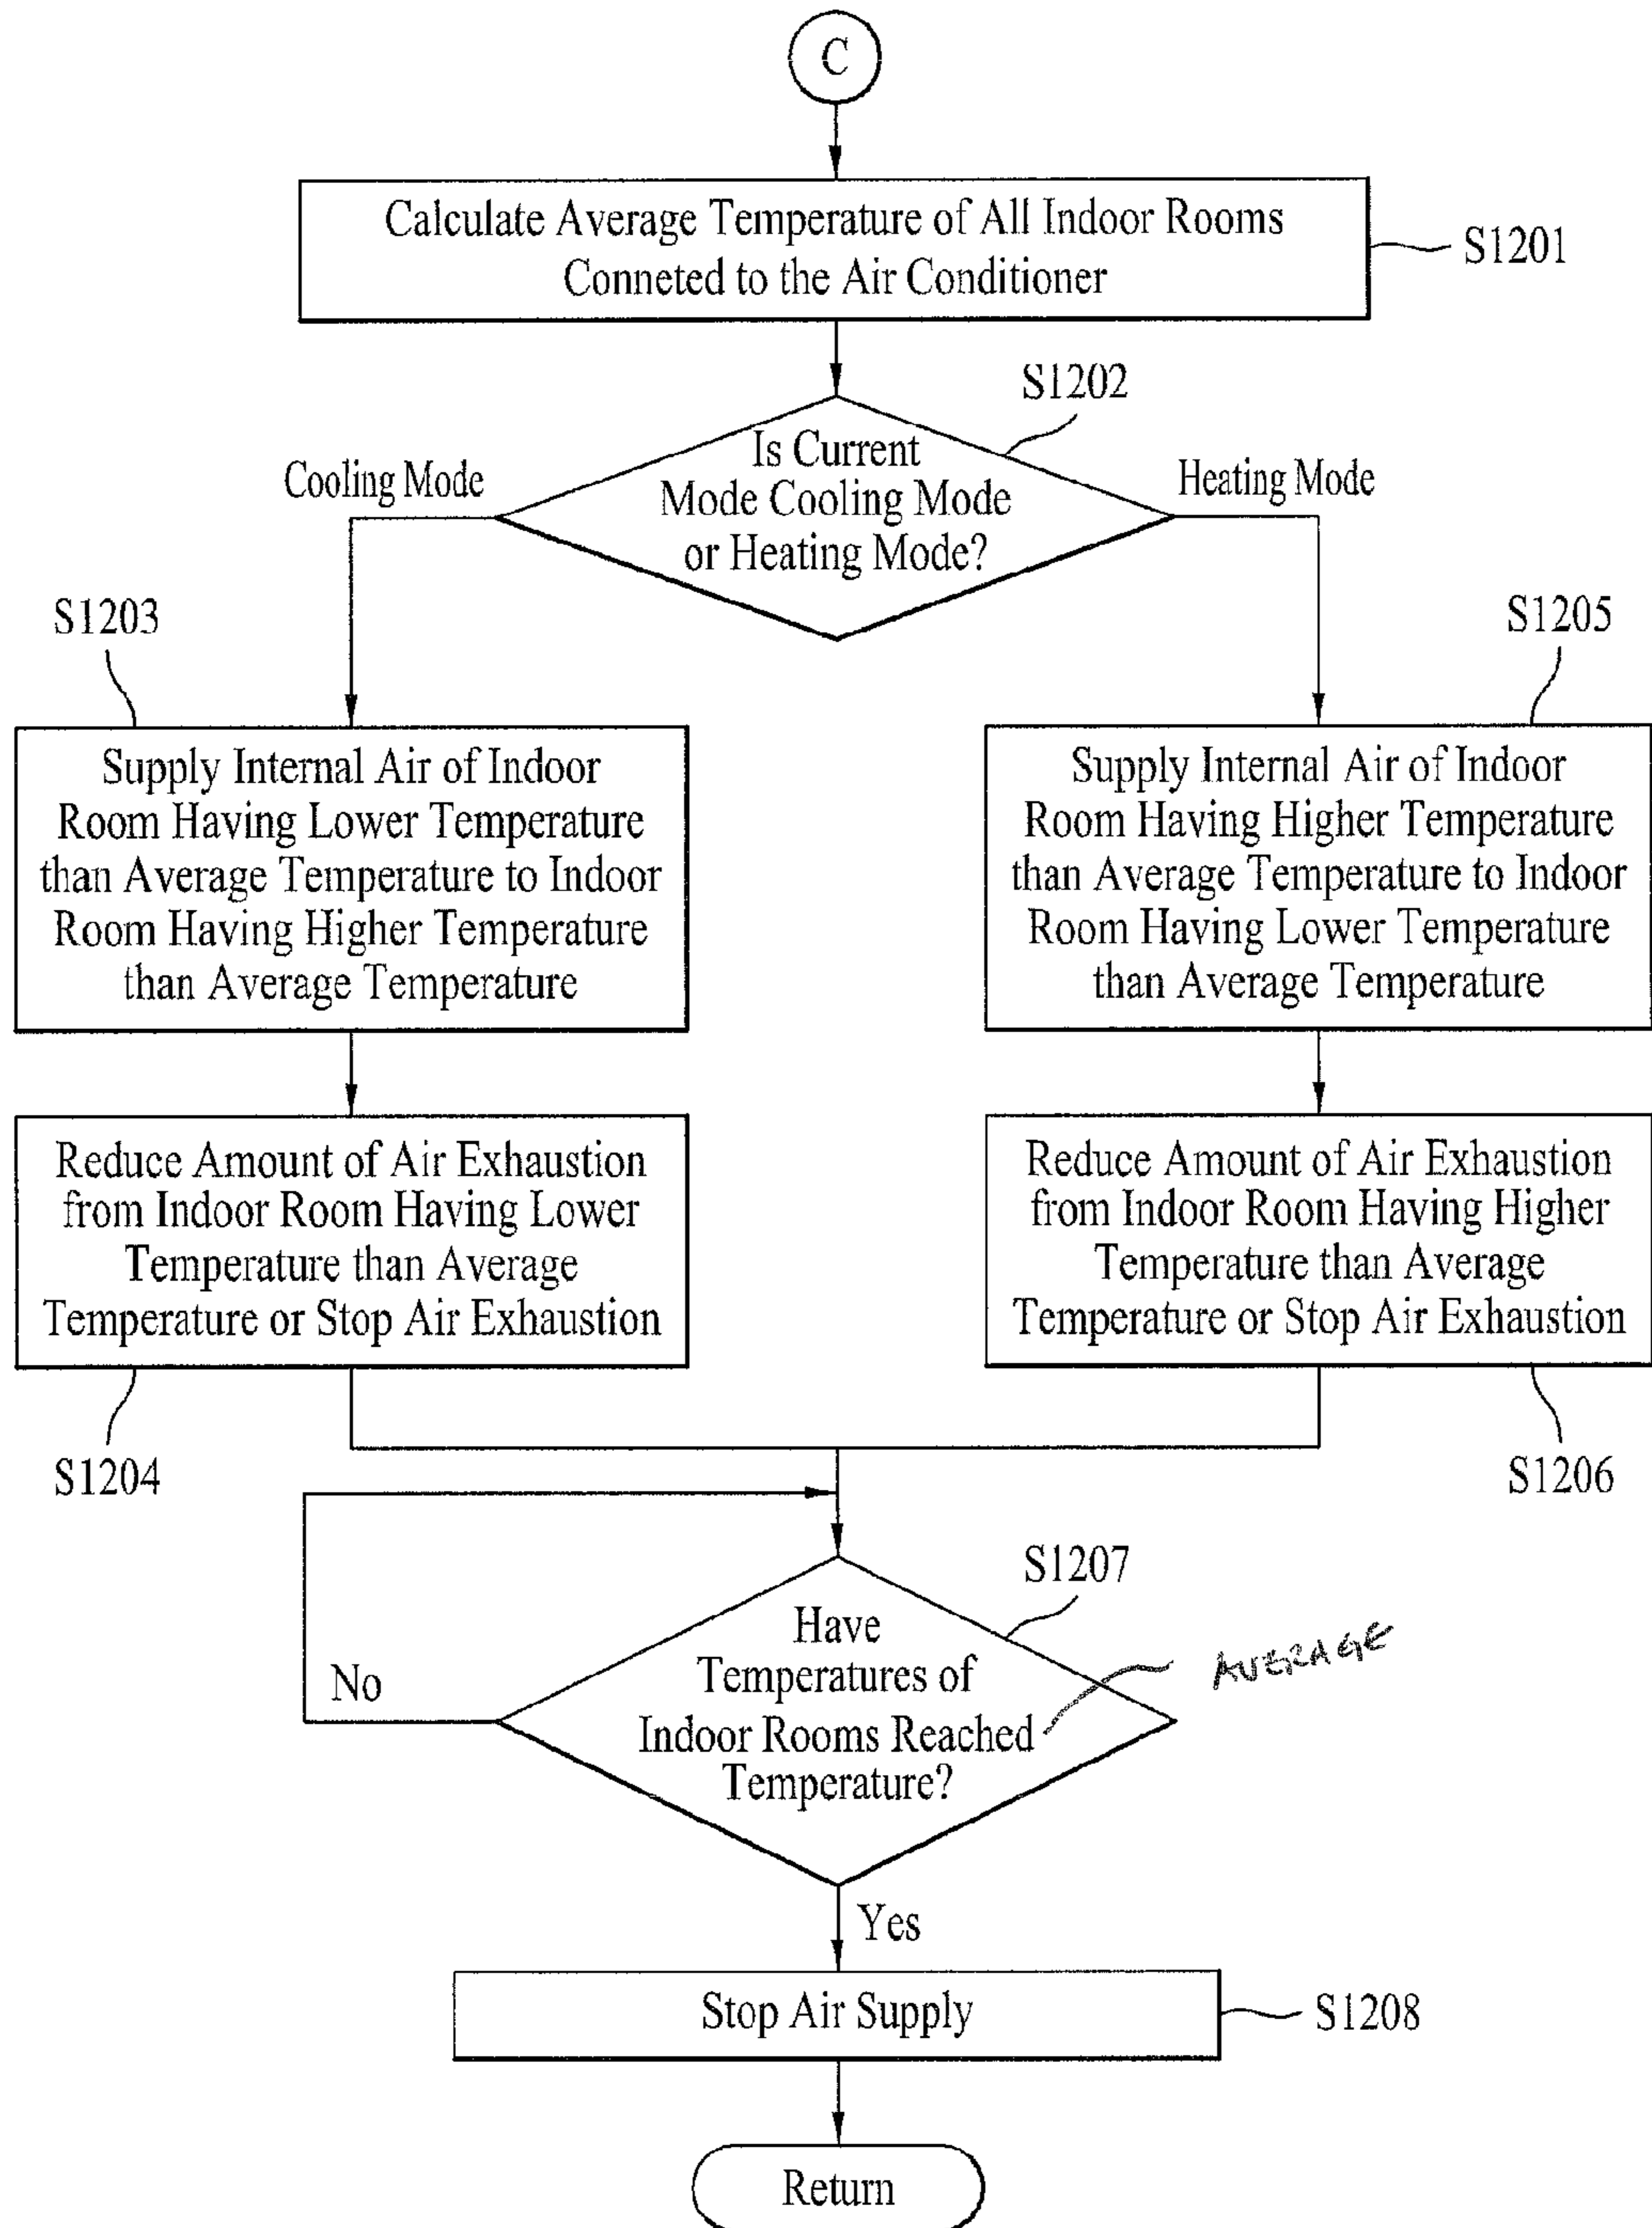 C
Calculate Average Temperature of All Indoor Rooms
Conneted to the Air Conditioner
S1201
S1202
Is Current
Mode Cooling Mode
or Heating Mode?
Cooling Mode
Heating Mode
S1203
Supply Internal Air of Indoor
Room Having Lower Temperature
than Average Temperature to Indoor
Room Having Higher Temperature
than Average Temperature
S1205
Supply Internal Air of Indoor
Room Having Higher Temperature
than Average Temperature to Indoor
Room Having Lower Temperature
than Average Temperature
Reduce Amount of Air Exhaustion
from Indoor Room Having Lower
Temperature than Average
Temperature or Stop Air Exhaustion
S1204
Reduce Amount of Air Exhaustion
from Indoor Room Having Higher
Temperature than Average
Temperature or Stop Air Exhaustion
S1206
S1207
Have
Temperatures of
Indoor Rooms Reached
Temperature?
AVERAGE
No
Yes
Stop Air Supply
S1208
Return